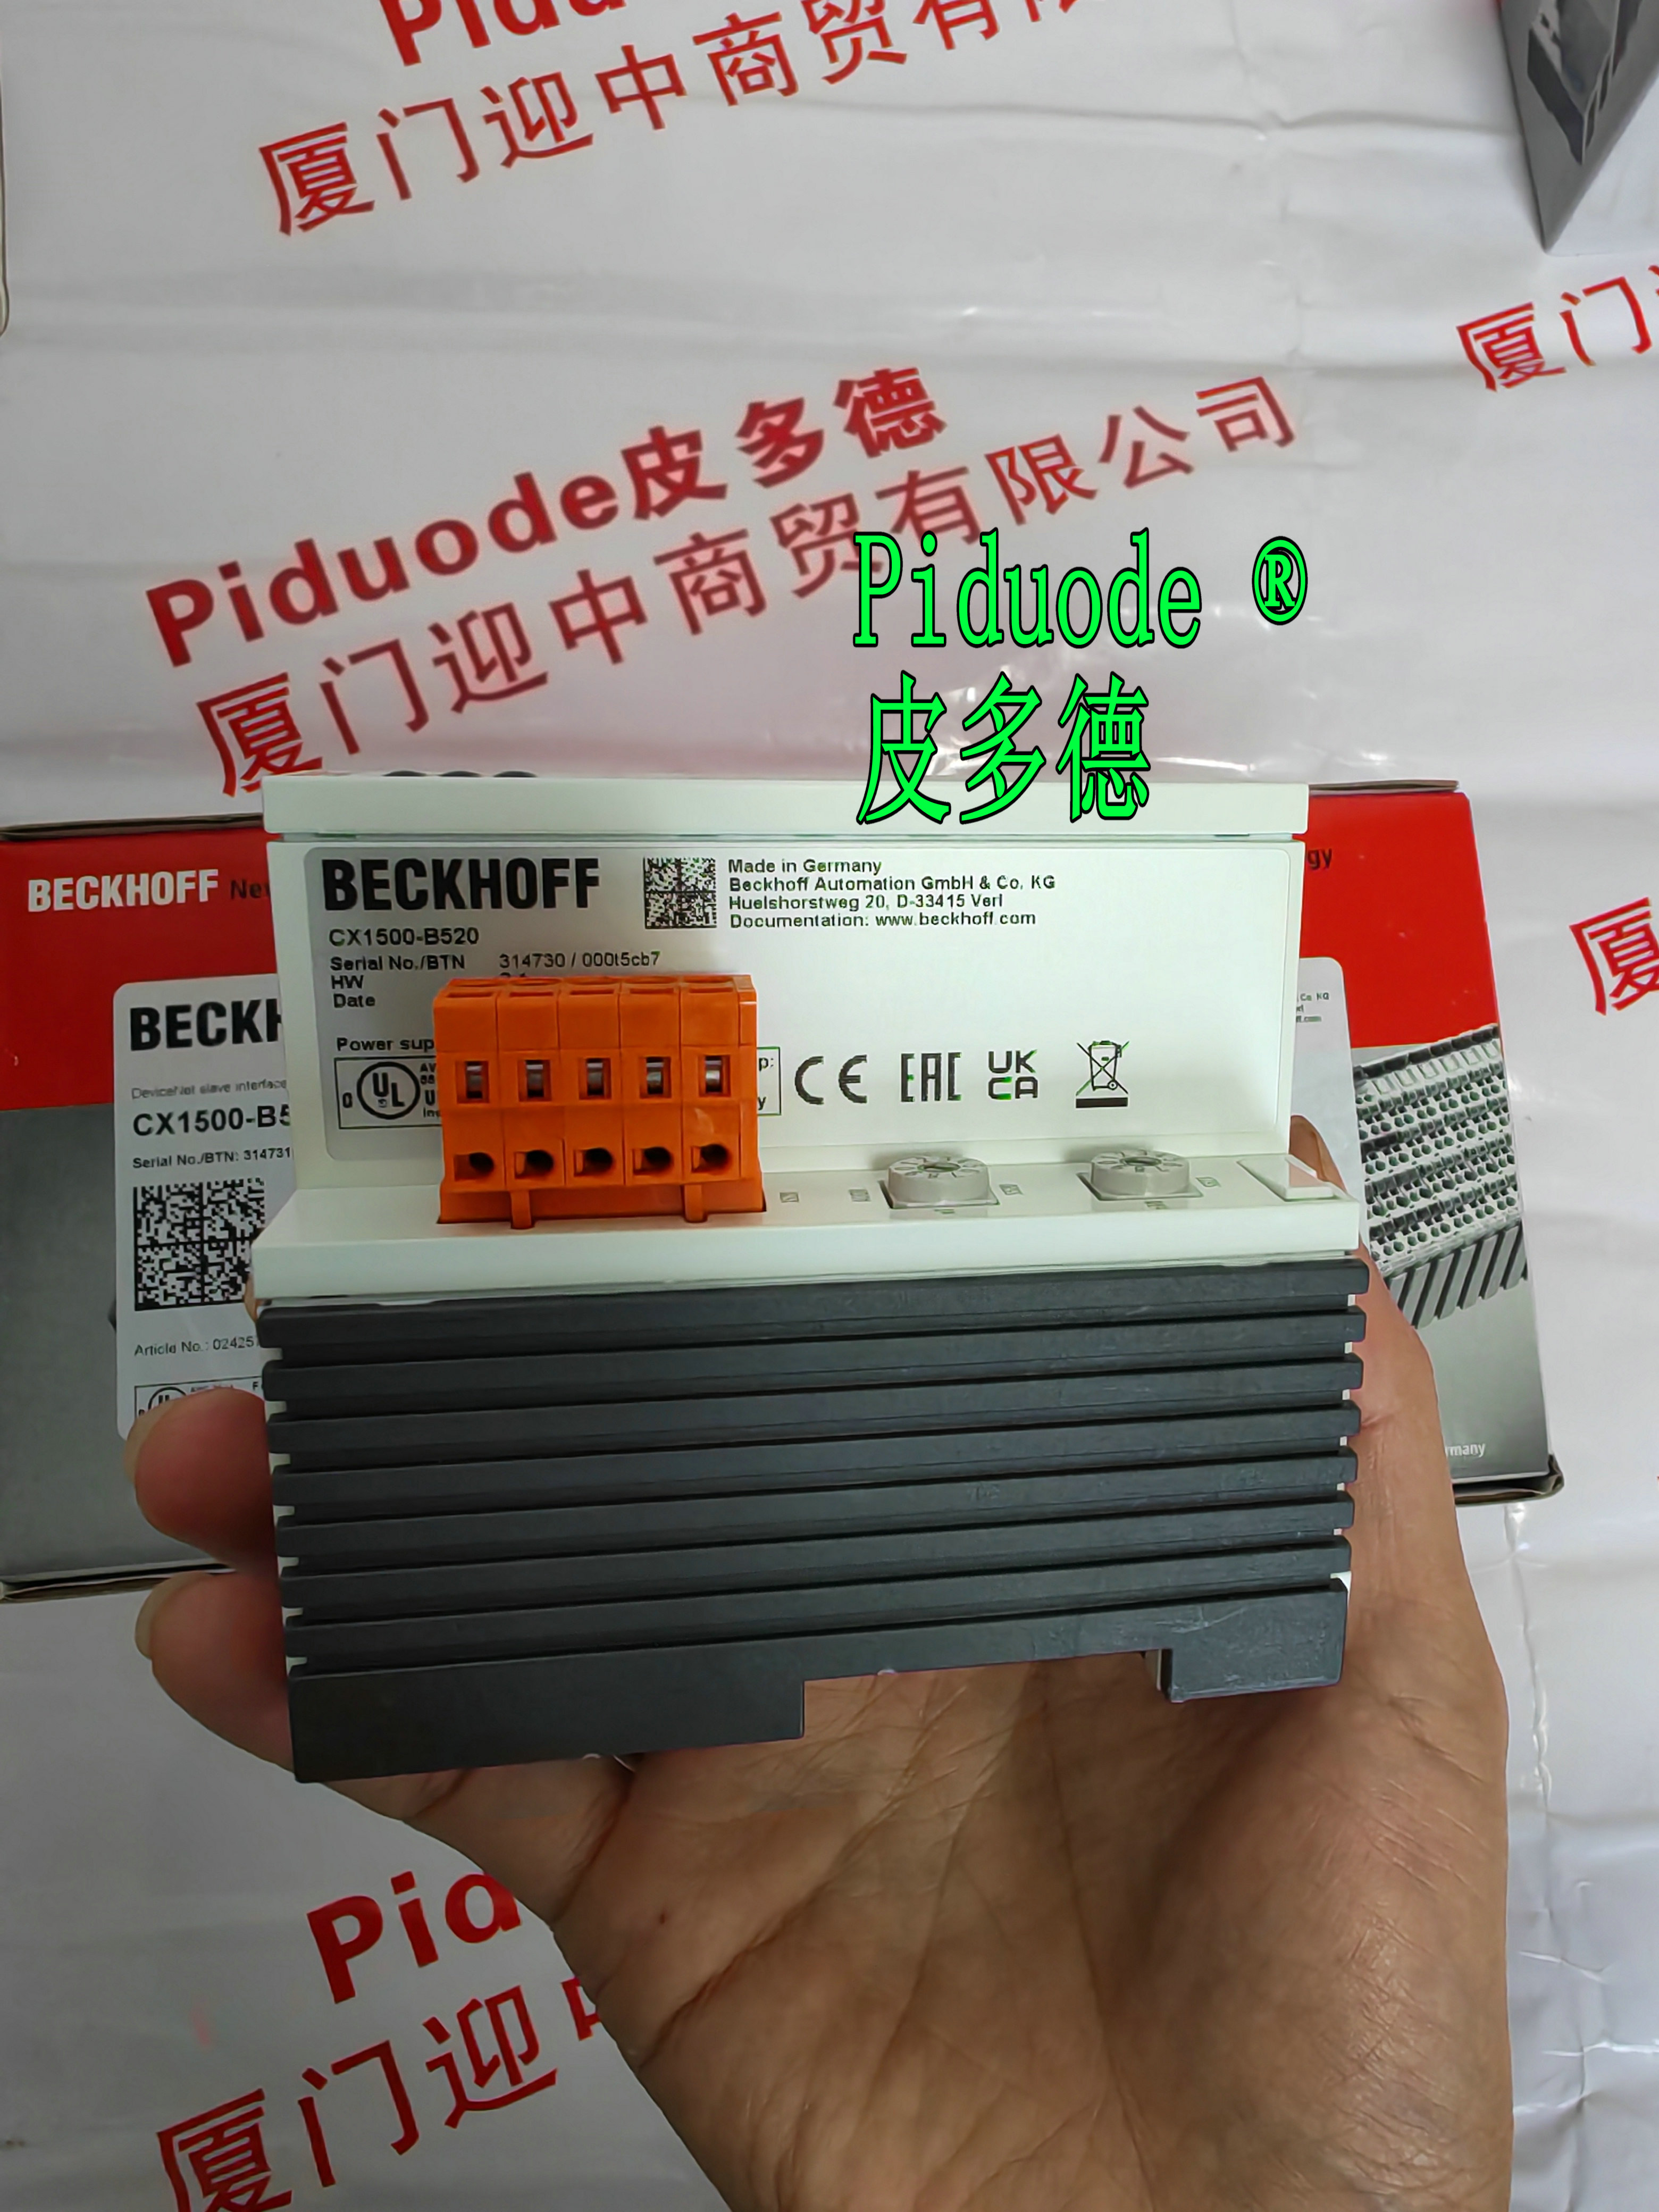 厦门迎中商贸有
厦门
Piduode皮多德
厦门迎中商贸有限公司
Piduode ®
皮多德
厦
BECKHOFF
BECKHOFF
Made in Germany
Beckhoff Automation GmbH & Co. KG
Huelshorstweg 20, D-33415 Verl
Documentation: www.beckhoff.com
CX1500-B520
Serial No./BTN 314730 / 000t5cb7
HW
Date
Power sup
C UL
CE EAC UK CA
DeviceNet slave interface
CX1500-B5
Serial No./BTN: 314731
Article No.: 02425
厦门迎